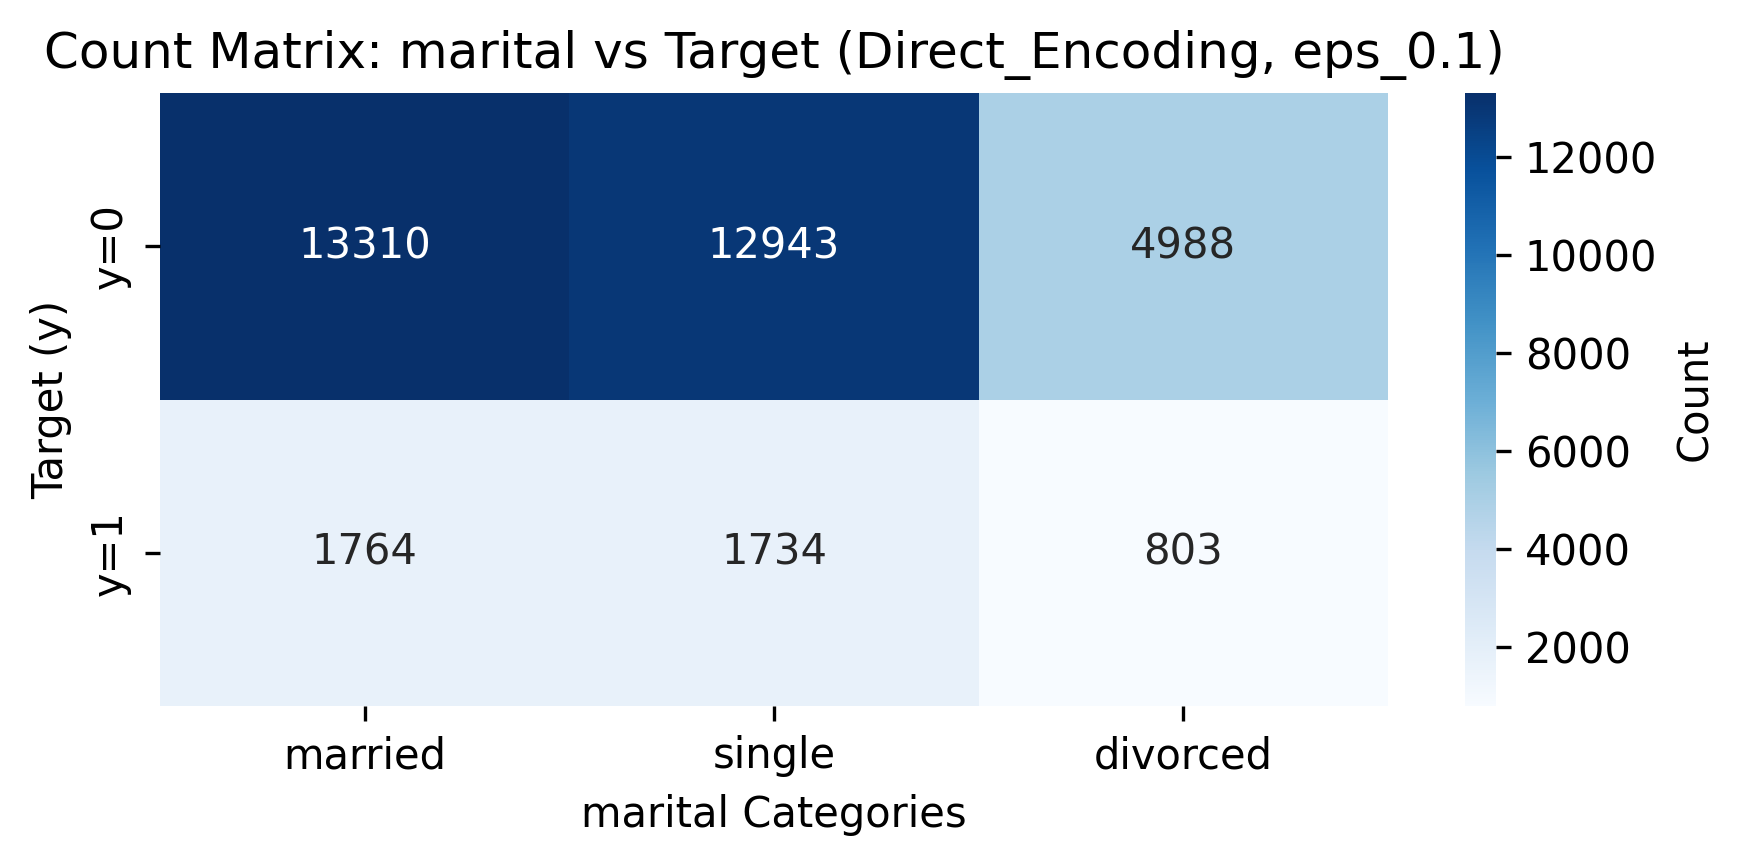 Count Matrix: marital vs Target (Direct_Encoding, eps_0.1)
Target (y)
y=0
y=1
13310 12943 4988
1764 1734 803
married single divorced
marital Categories
12000
10000
8000
6000
4000
2000
Count